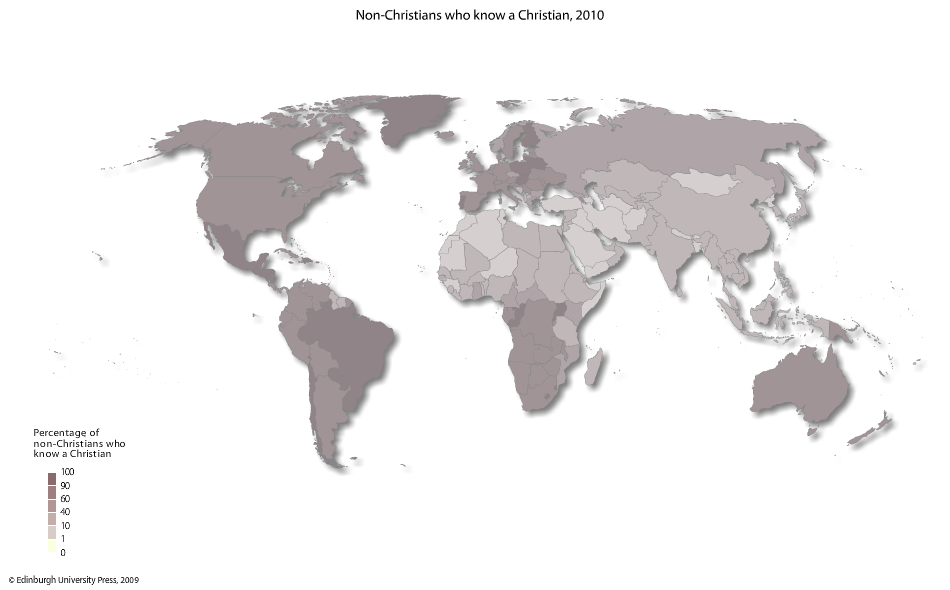 Non-Christians who know a Christian, 2010
Percentage of
non-Christians who
know a Christian
100
90
60
40
10
1
0
© Edinburgh University Press, 2009